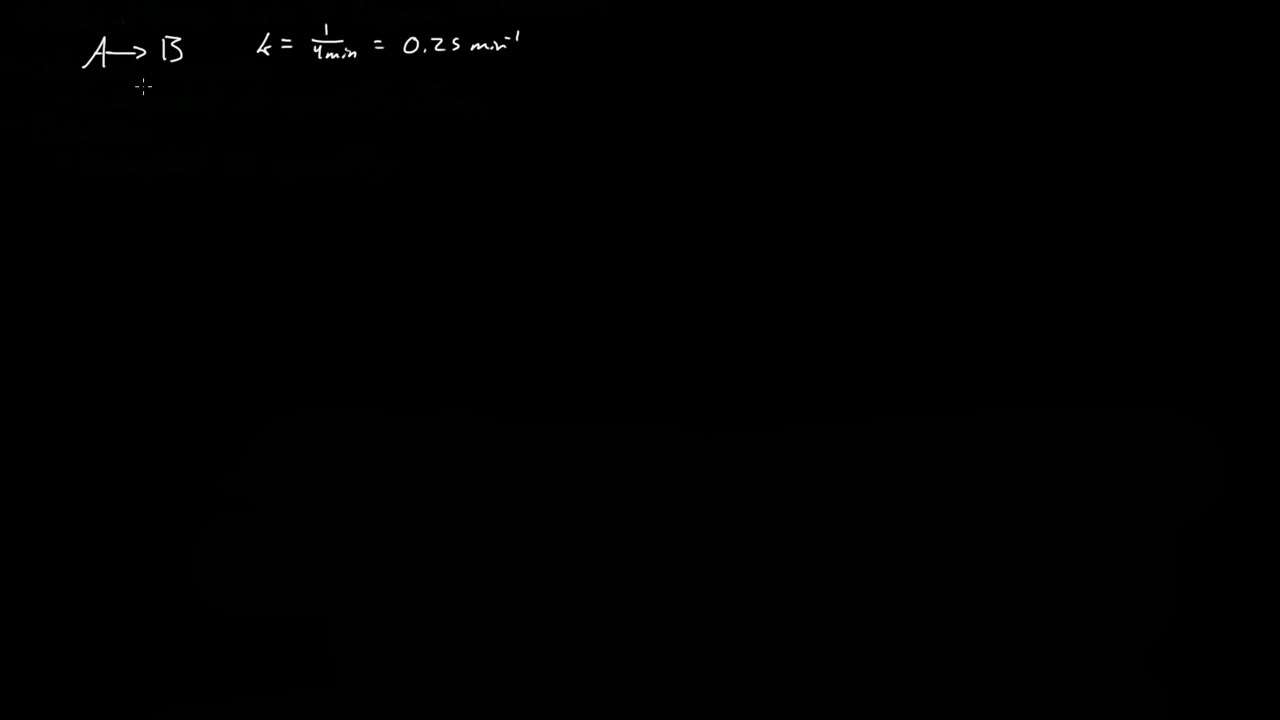 A → B k = 1/4min = 0.25 min⁻¹